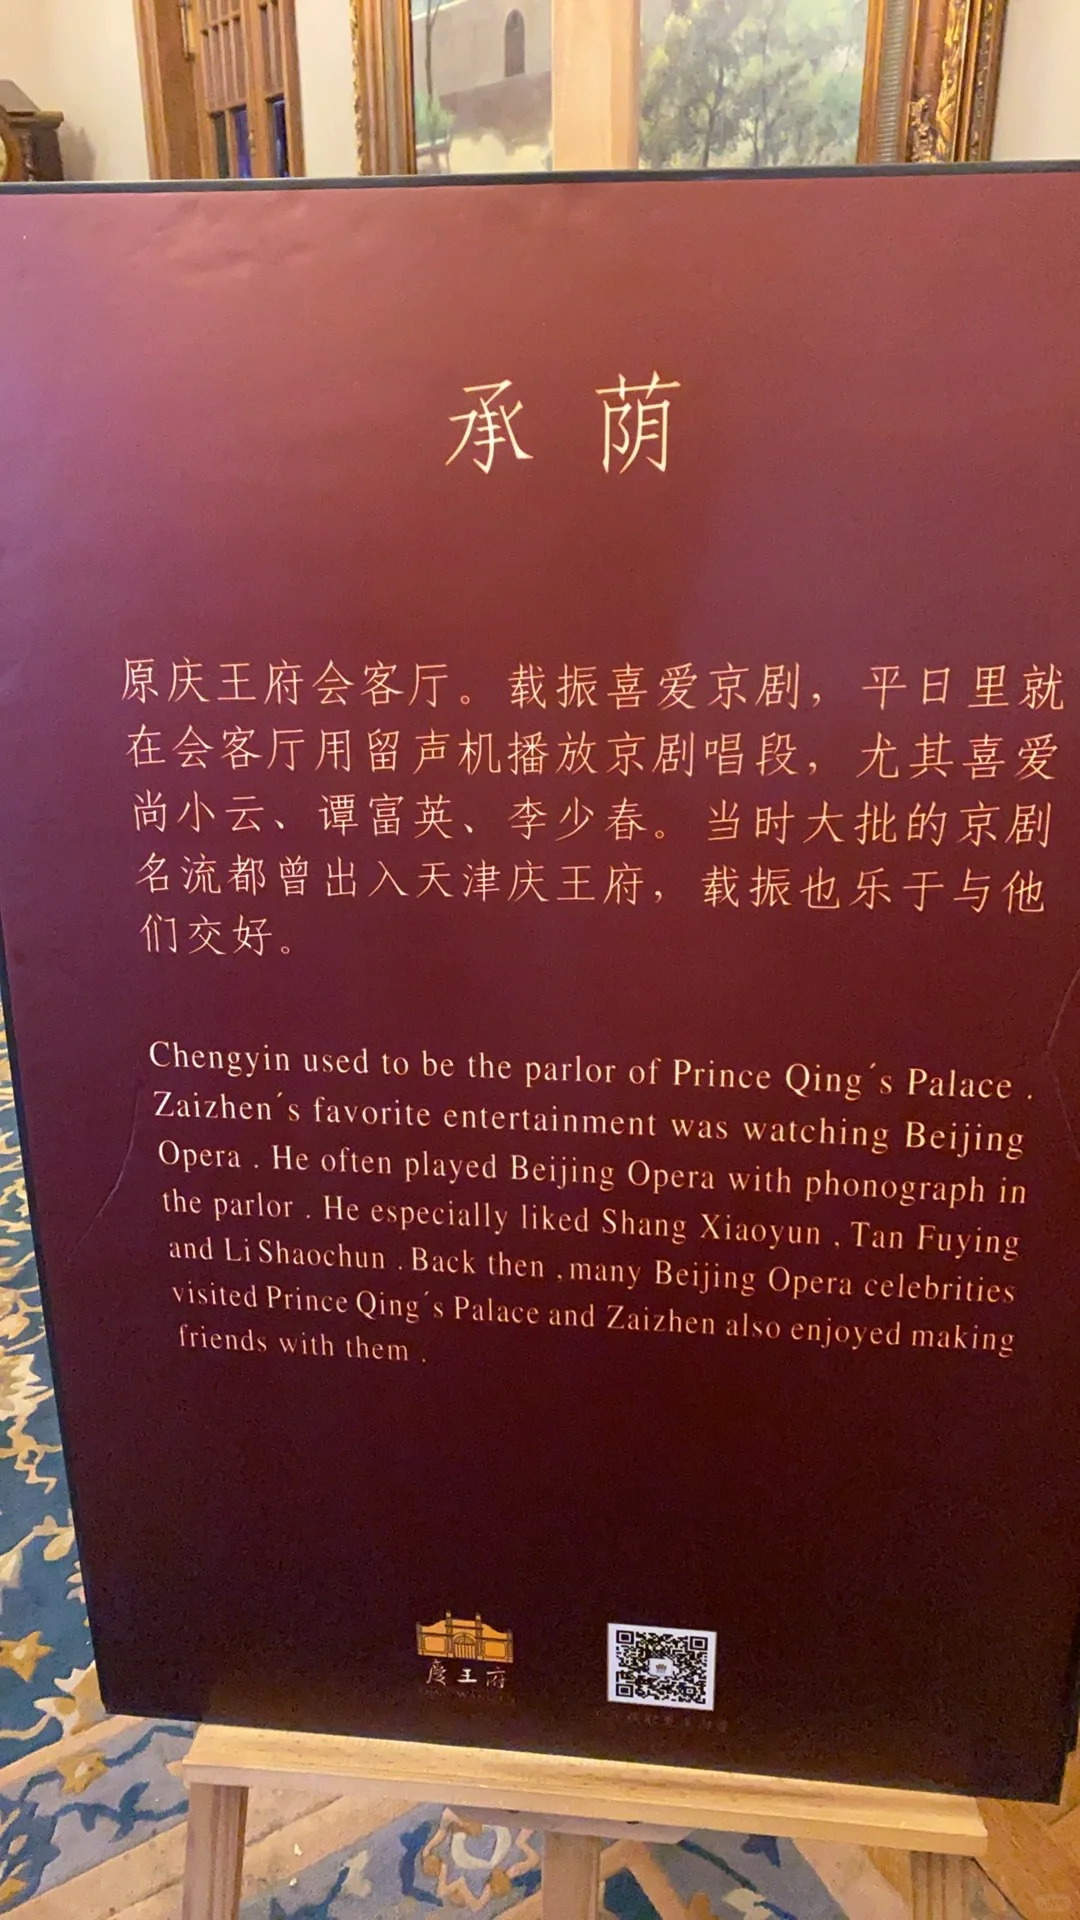 承荫
原庆王府会客厅。载振喜爱京剧，平日里就
在会客厅用留声机播放京剧唱段，尤其喜爱
尚小云、谭富英、李少春。当时大批的京剧
名流都曾出入天津庆王府，载振也乐于与他
们交好。
Chengyin used to be the parlor of Prince Qing´s Palace .
Zaizhen´s favorite entertainment was watching Beijing
Opera . He often played Beijing Opera with phonograph in
the parlor . He especially liked Shang Xiaoyun , Tan Fuying
and Li Shaochun . Back then , many Beijing Opera celebrities
visited Prince Qing´s Palace and Zaizhen also enjoyed making
friends with them .
庆王府